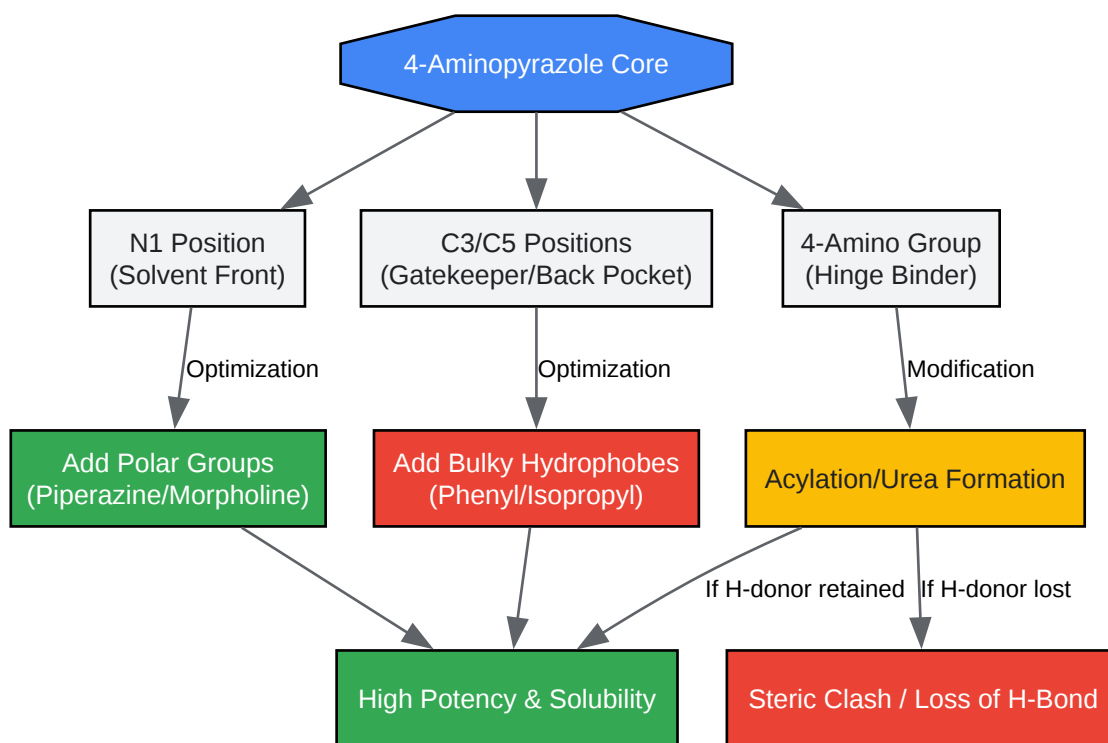 4-Aminopyrazole Core
N1 Position
(Solvent Front)
C3/C5 Positions
(Gatekeeper/Back Pocket)
4-Amino Group
(Hinge Binder)
Optimization
Optimization
Modification
Add Polar Groups
(Piperazine/Morpholine)
Add Bulky Hydrophobes
(Phenyl/Isopropyl)
Acylation/Urea Formation
If H-donor retained
If H-donor lost
High Potency & Solubility
Steric Clash / Loss of H-Bond